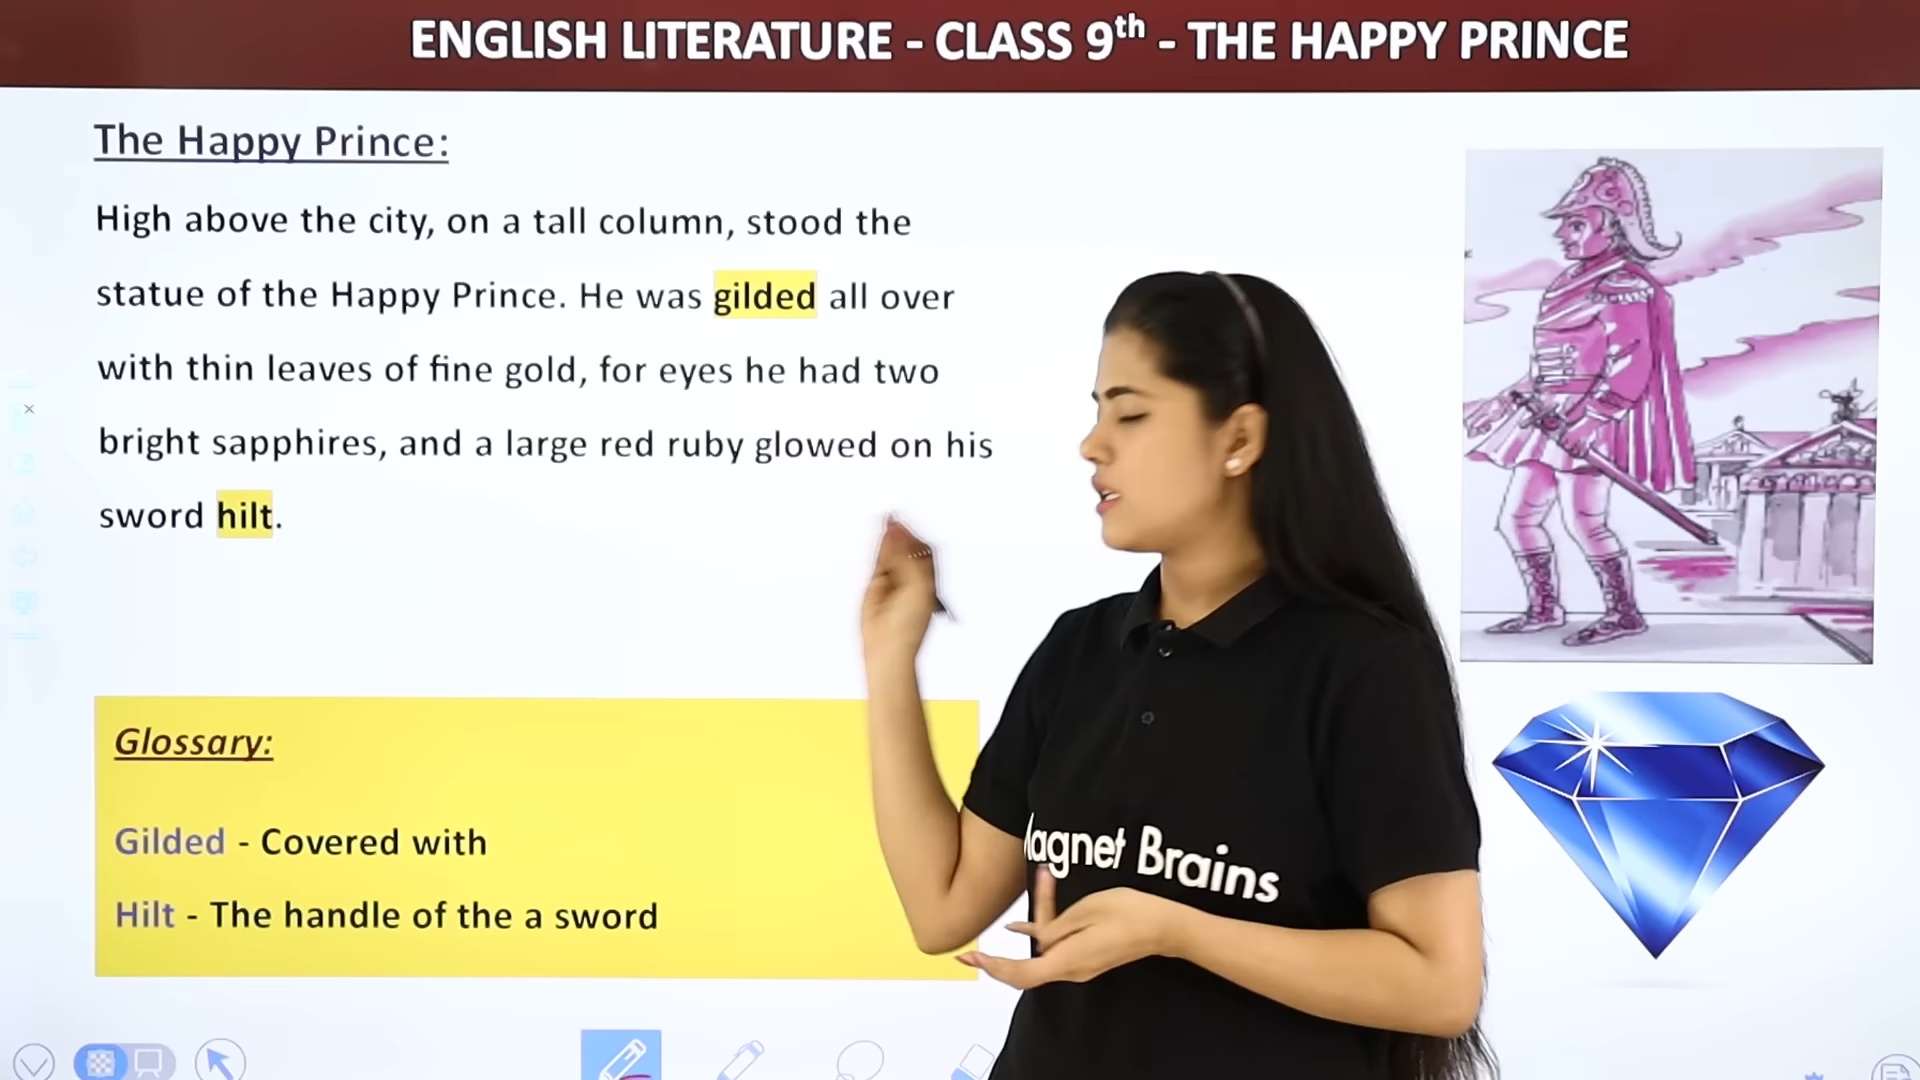 ENGLISH LITERATURE - CLASS 9th - THE HAPPY PRINCE
The Happy Prince:
High above the city, on a tall column, stood the
statue of the Happy Prince. He was gilded all over
with thin leaves of fine gold, for eyes he had two
bright sapphires, and a large red ruby glowed on his
sword hilt.
Glossary:
Gilded - Covered with
Hilt - The handle of the a sword
agnet Brains